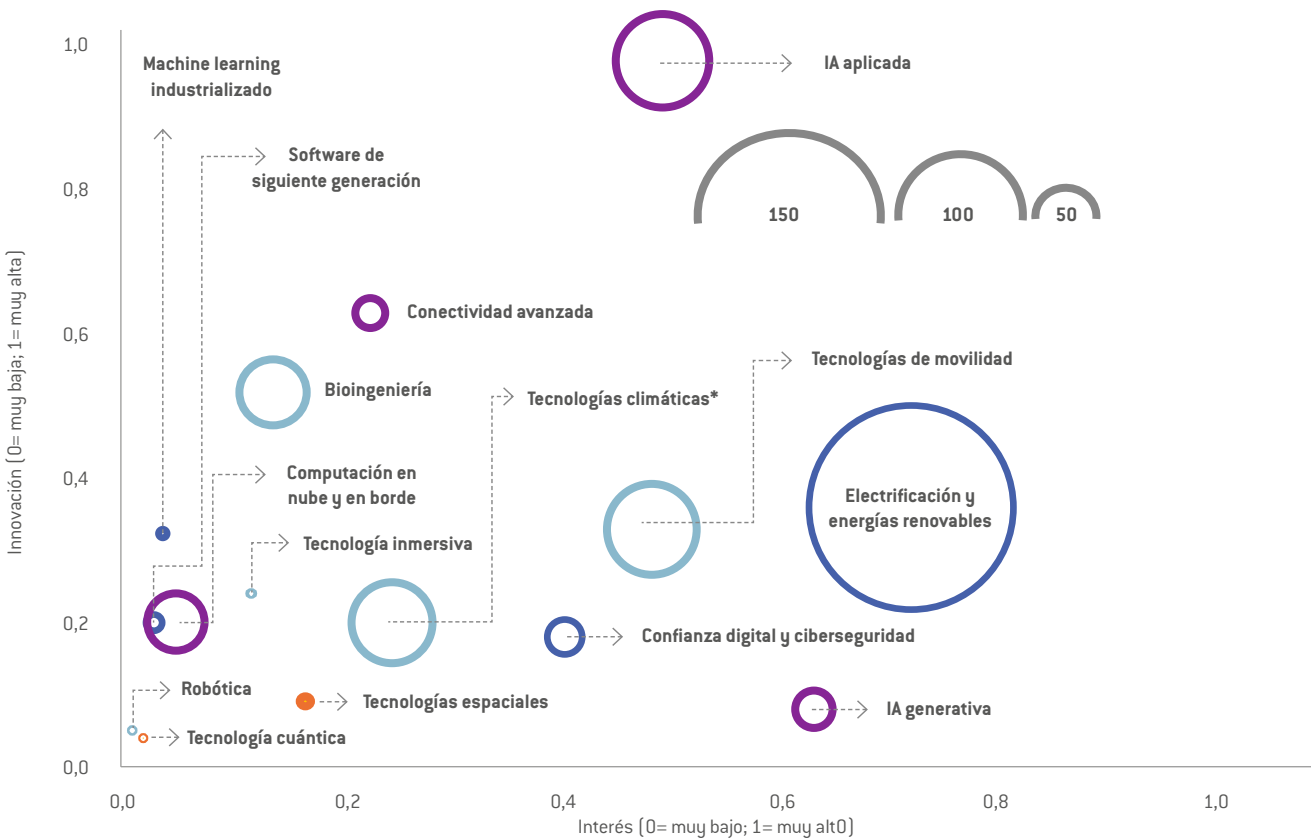 1,0
Machine learning
industrializado
IA aplicada
Software de
siguiente generación
0,8
150
100
50
Innovación (0= muy baja; 1= muy alta)
Conectividad avanzada
0,6
Tecnologías de movilidad
Bioingeniería
Tecnologías climáticas*
Computación en
nube y en borde
0,4
Electrificación y
energías renovables
Tecnología inmersiva
0,2
Confianza digital y ciberseguridad
Robótica
Tecnologías espaciales
IA generativa
Tecnología cuántica
0,0
0,0
0,2
0,4
0,6
0,8
1,0
Interés (0= muy bajo; 1= muy alt0)